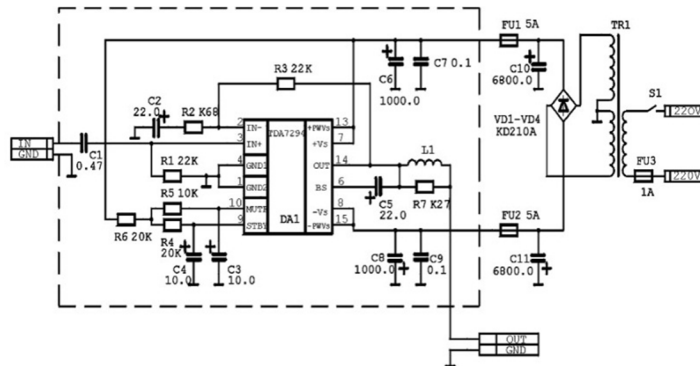 FU1 5A
TR1
R3 22K
C7 0.1
C10
6800.0
C6
1000.0
S1
220V
C2
22.0
R2 K68
2
IN-
TDA7294
+PWVs
13
3
IN+
+Vs
7
VD1-VD4
KD210A
IN
GND
C1
0.47
4
GND1
OUT
14
L1
FU3
1A
220V
R1 22K
1
GND2
BS
6
C5
22.0
R7 K27
R5 10K
10
MUTE
DA1
-Vs
8
R6 20K
R4
20K
9
STBY
-PWVs
15
FU2 5A
C4
10.0
C3
10.0
C8
1000.0
C9
0.1
C11
6800.0
OUT
GND